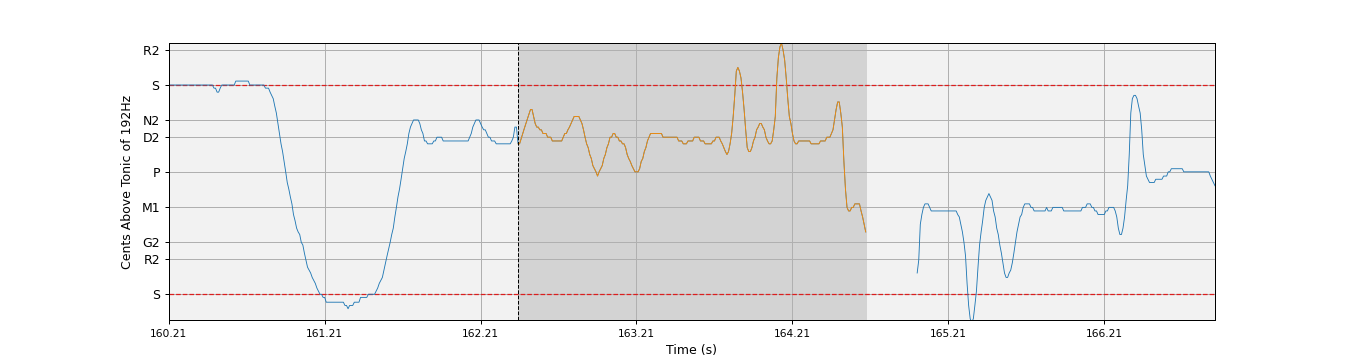 R2
S
N2
D2
P
M1
G2
R2
S
Cents Above Tonic of 192Hz
160.21 161.21 162.21 163.21 164.21 165.21 166.21
Time (s)